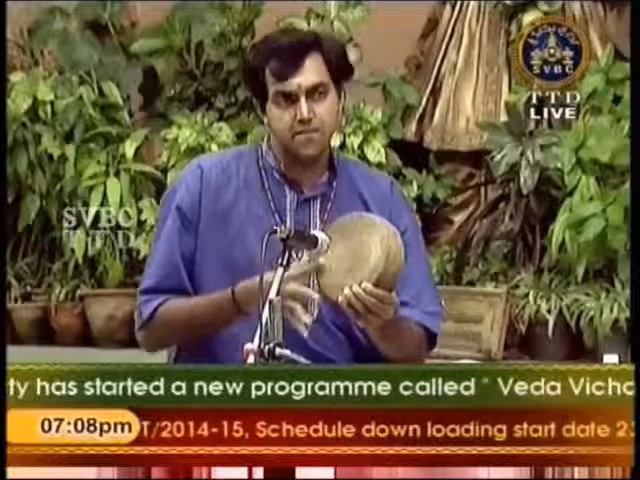 SVBC
TTD
LIVE
SVBC
TTD
ty has started a new programme called " Veda Vicha
07:08pm T/2014-15, Schedule down loading start date 2